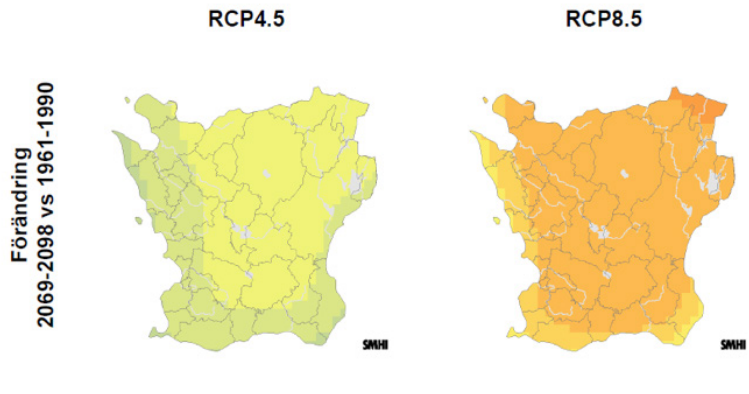 RCP4.5
RCP8.5
Förändring
2069-2098 vs 1961-1990
SMHI
SMHI